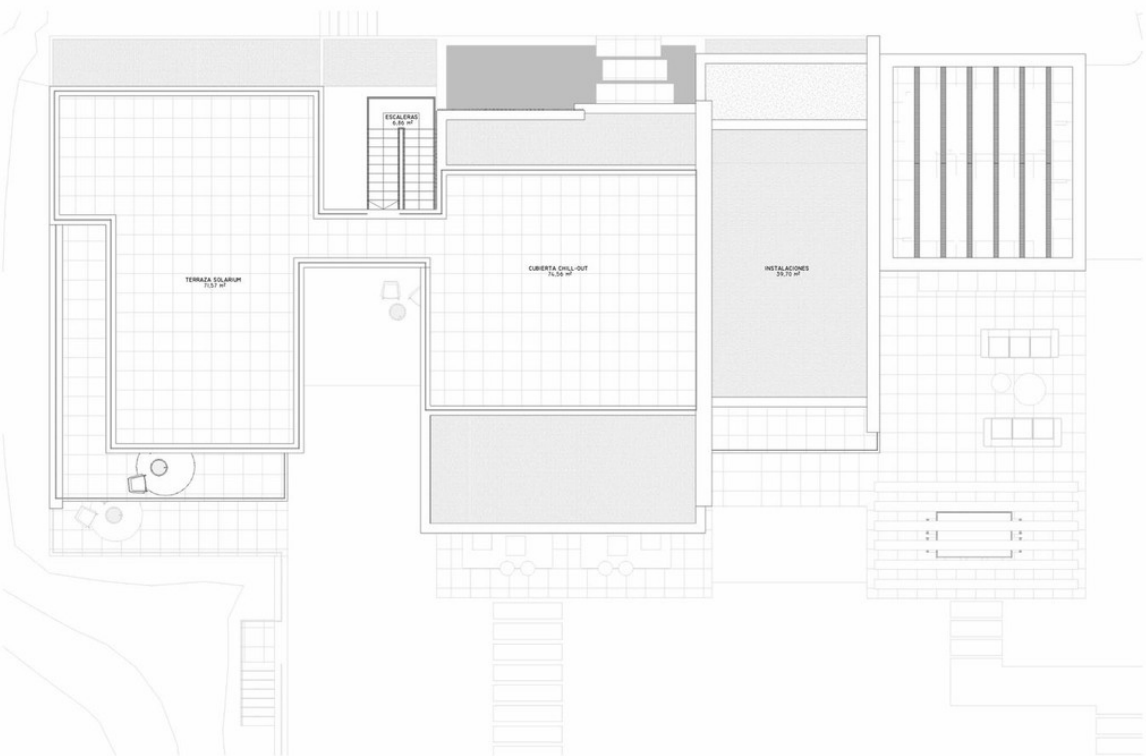 ESCALERAS
6,86 m²
TERRAZA SOLARIUM
71,57 m²
CUBIERTA CHILL-OUT
74,56 m²
INSTALACIONES
39,70 m²